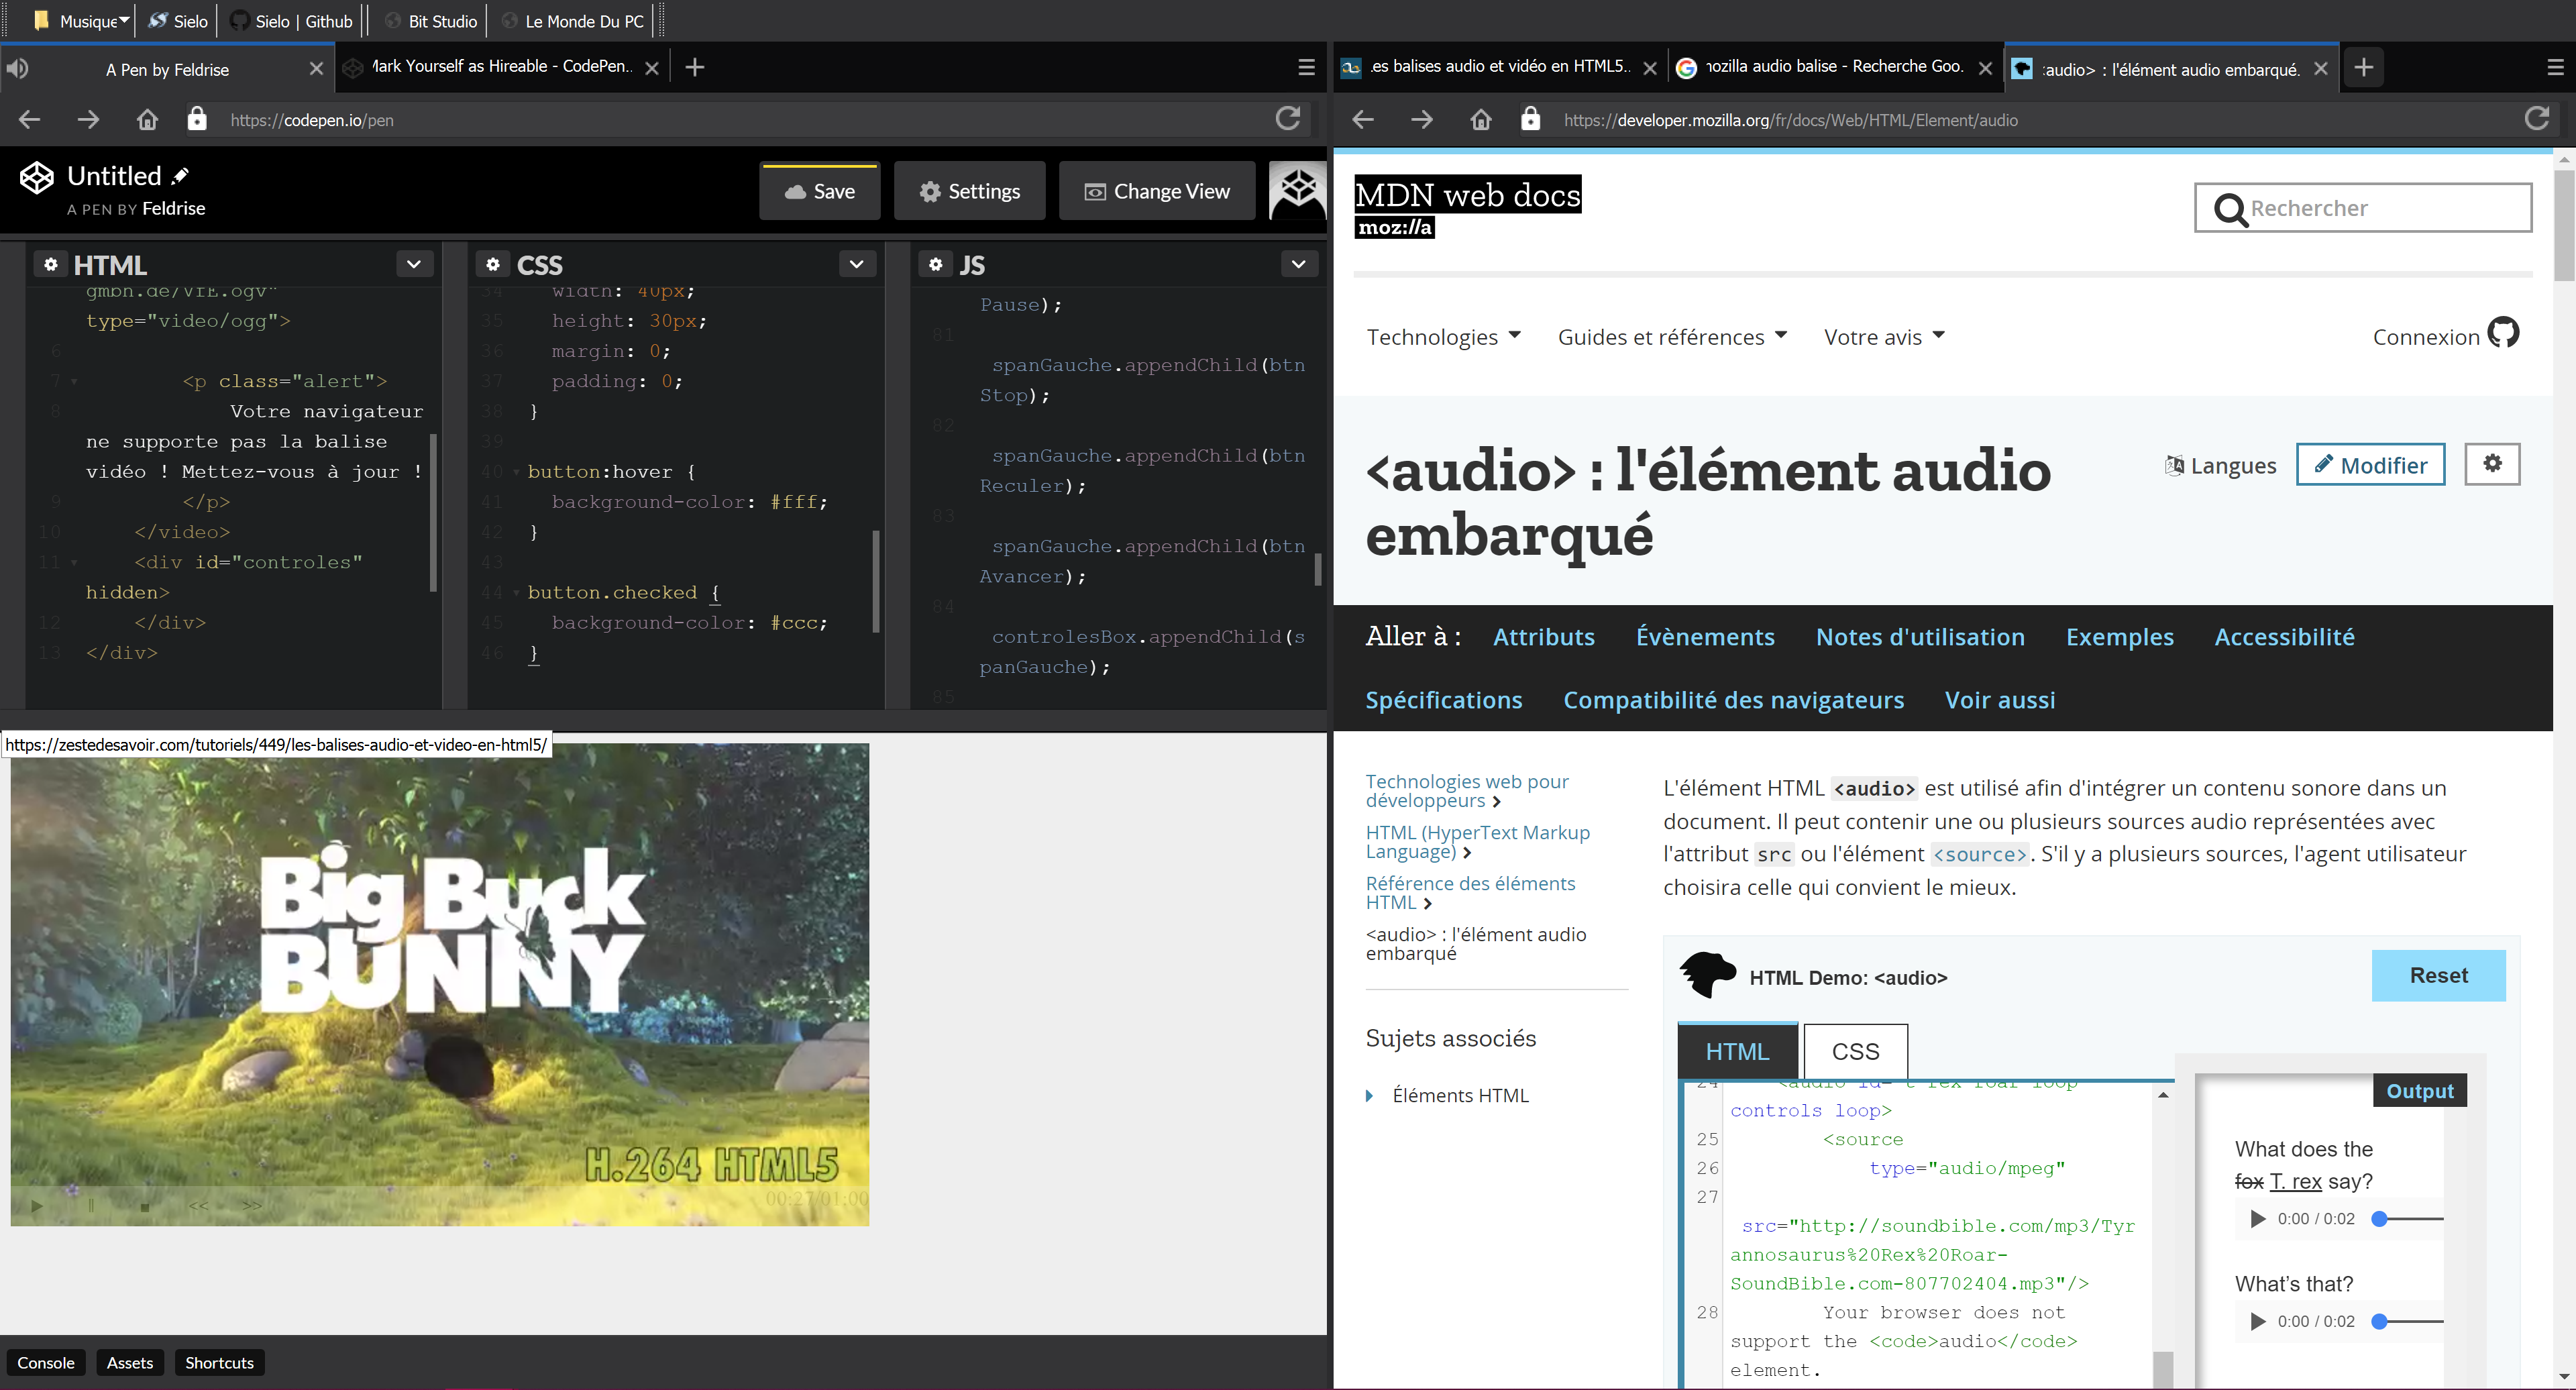 Musique
Sielo
Sielo | Github
Bit Studio
Le Monde Du PC
A Pen by Feldrise
Mark Yourself as Hireable - CodePen..
https://codepen.io/pen
Untitled
A PEN BY Feldrise
Save
Settings
Change View
HTML
gmbh.de/VfE.ogv"
type="video/ogg">
6
7 <p class="alert">
8 Votre navigateur
ne supporte pas la balise
vidéo ! Mettez-vous à jour !
9 </p>
10 </video>
11 <div id="controles"
hidden>
12 </div>
13 </div>
CSS
34 width: 40px;
35 height: 30px;
36 margin: 0;
37 padding: 0;
38 }
39
40 button:hover {
41 background-color: #fff;
42 }
43
44 button.checked {
45 background-color: #ccc;
46 }
JS
Pause);
81
spanGauche.appendChild(btn
Stop);
82
spanGauche.appendChild(btn
Reculer);
83
spanGauche.appendChild(btn
Avancer);
84
controlesBox.appendChild(s
panGauche);
85
https://zestedesavoir.com/tutoriels/449/les-balises-audio-et-video-en-html5/
Big Buck
BUNNY
H.264 HTML5
<< >>
00:27/01:00
Console
Assets
Shortcuts
Les balises audio et vidéo en HTML5..
mozilla audio balise - Recherche Goo.
<audio> : l'élément audio embarqué.
https://developer.mozilla.org/fr/docs/Web/HTML/Element/audio
MDN web docs
moz://a
Rechercher
Technologies
Guides et références
Votre avis
Connexion
<audio> : l'élément audio
embarqué
Langues
Modifier
Aller à :
Attributs
Évènements
Notes d'utilisation
Exemples
Accessibilité
Spécifications
Compatibilité des navigateurs
Voir aussi
Technologies web pour
développeurs
HTML (HyperText Markup
Language)
Référence des éléments
HTML
<audio> : l'élément audio
embarqué
Sujets associés
Éléments HTML
L'élément HTML <audio> est utilisé afin d'intégrer un contenu sonore dans un
document. Il peut contenir une ou plusieurs sources audio représentées avec
l'attribut src ou l'élément <source>. S'il y a plusieurs sources, l'agent utilisateur
choisira celle qui convient le mieux.
HTML Demo: <audio>
Reset
HTML
CSS
24 <audio id="t-rex-roar-loop"
controls loop>
25 <source
26 type="audio/mpeg"
27
src="http://soundbible.com/mp3/Tyr
annosaurus%20Rex%20Roar-
SoundBible.com-807702404.mp3"/>
28 Your browser does not
support the <code>audio</code>
element.
Output
What does the
fox T. rex say?
0:00 / 0:02
What's that?
0:00 / 0:02